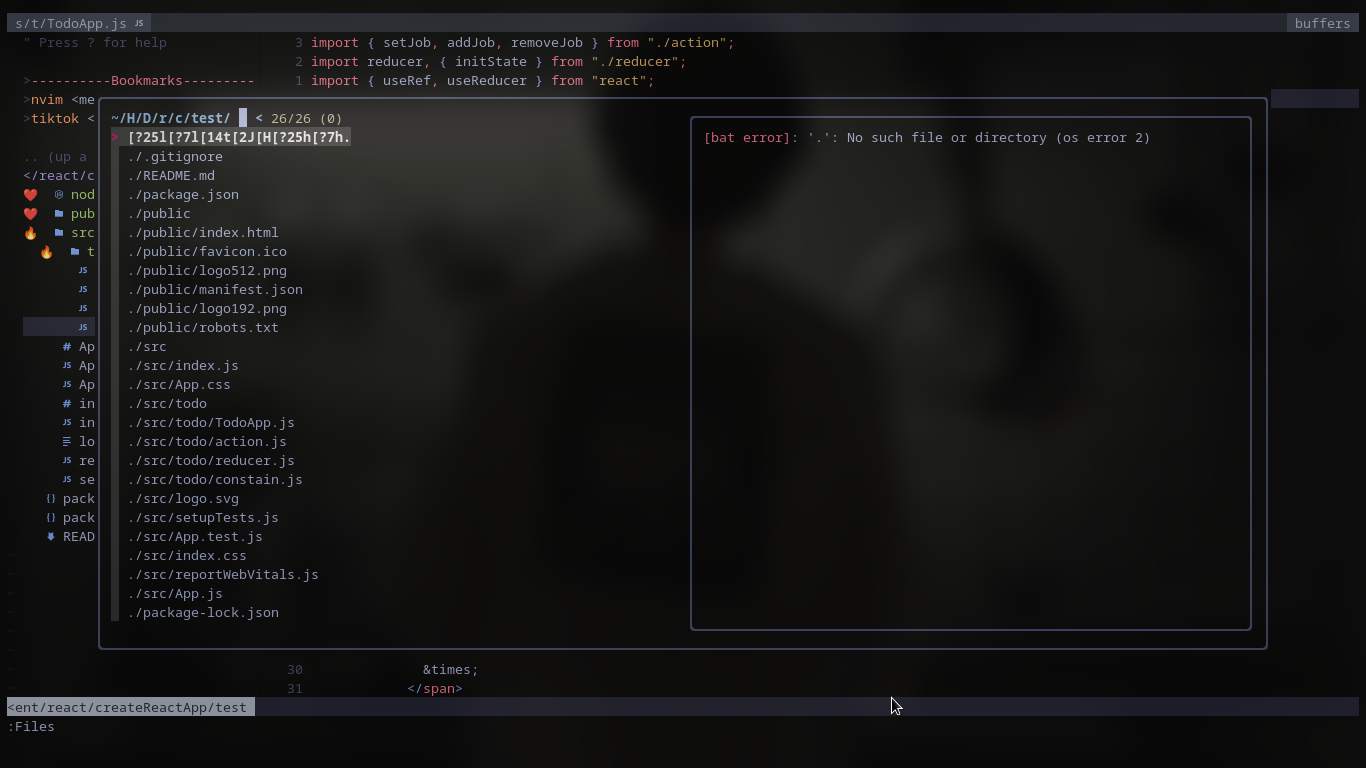 s/t/TodoApp.js JS
buffers
" Press ? for help
>----------Bookmarks---------
>nvim <me
>tiktok <
.. (up a
</react/c
nod
pub
src
t
JS
JS
JS
JS
# Ap
JS Ap
JS Ap
# in
JS in
lo
JS re
JS se
{} pack
{} pack
READ
3 import { setJob, addJob, removeJob } from "./action";
2 import reducer, { initState } from "./reducer";
1 import { useRef, useReducer } from "react";
~/H/D/r/c/test/ < 26/26 (0)
> [?25l[?7l[14t[2J[H[?25h[?7h.
./.gitignore
./README.md
./package.json
./public
./public/index.html
./public/favicon.ico
./public/logo512.png
./public/manifest.json
./public/logo192.png
./public/robots.txt
./src
./src/index.js
./src/App.css
./src/todo
./src/todo/TodoApp.js
./src/todo/action.js
./src/todo/reducer.js
./src/todo/constain.js
./src/logo.svg
./src/setupTests.js
./src/App.test.js
./src/index.css
./src/reportWebVitals.js
./src/App.js
./package-lock.json
[bat error]: '.': No such file or directory (os error 2)
30 &times;
31 </span>
<ent/react/createReactApp/test
:Files